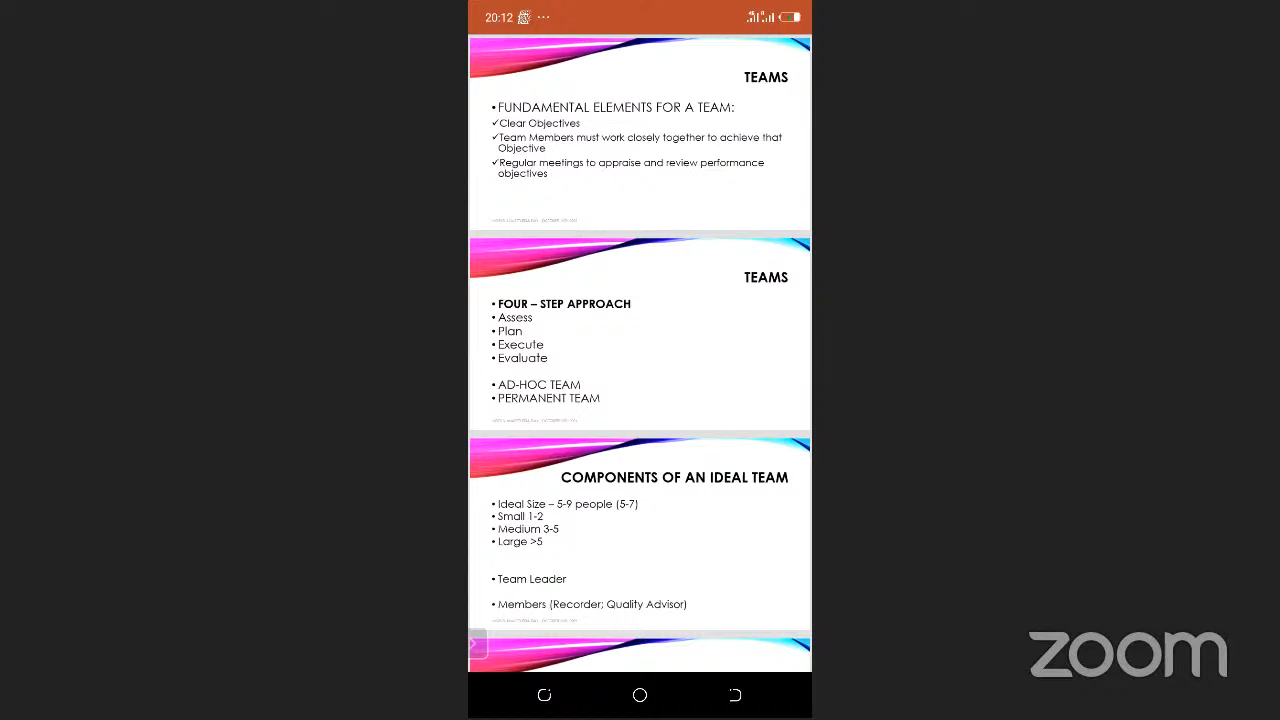 20:12
TEAMS
• FUNDAMENTAL ELEMENTS FOR A TEAM:
✓Clear Objectives
✓Team Members must work closely together to achieve that
Objective
✓Regular meetings to appraise and review performance
objectives
TEAMS
• FOUR – STEP APPROACH
• Assess
• Plan
• Execute
• Evaluate
• AD-HOC TEAM
• PERMANENT TEAM
COMPONENTS OF AN IDEAL TEAM
• Ideal Size – 5-9 people (5-7)
• Small 1-2
• Medium 3-5
• Large >5
• Team Leader
• Members (Recorder; Quality Advisor)
zoom